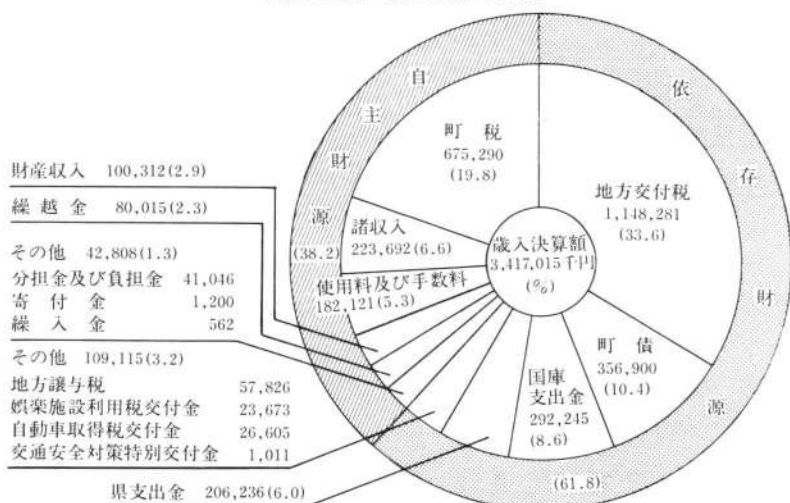 自主財源
(38.2)
依存財源
(61.8)
町税
675,290
(19.8)
地方交付税
1,148,281
(33.6)
諸収入
223,692(6.6)
歳入決算額
3,417,015千円
(%)
使用料及び手数料
182,121(5.3)
町債
356,900
(10.4)
国庫
支出金
292,245
(8.6)
財産収入 100,312(2.9)
繰越金 80,015(2.3)
その他 42,808(1.3)
分担金及び負担金 41,046
寄付金 1,200
繰入金 562
その他 109,115(3.2)
地方譲与税 57,826
娯楽施設利用税交付金 23,673
自動車取得税交付金 26,605
交通安全対策特別交付金 1,011
県支出金 206,236(6.0)